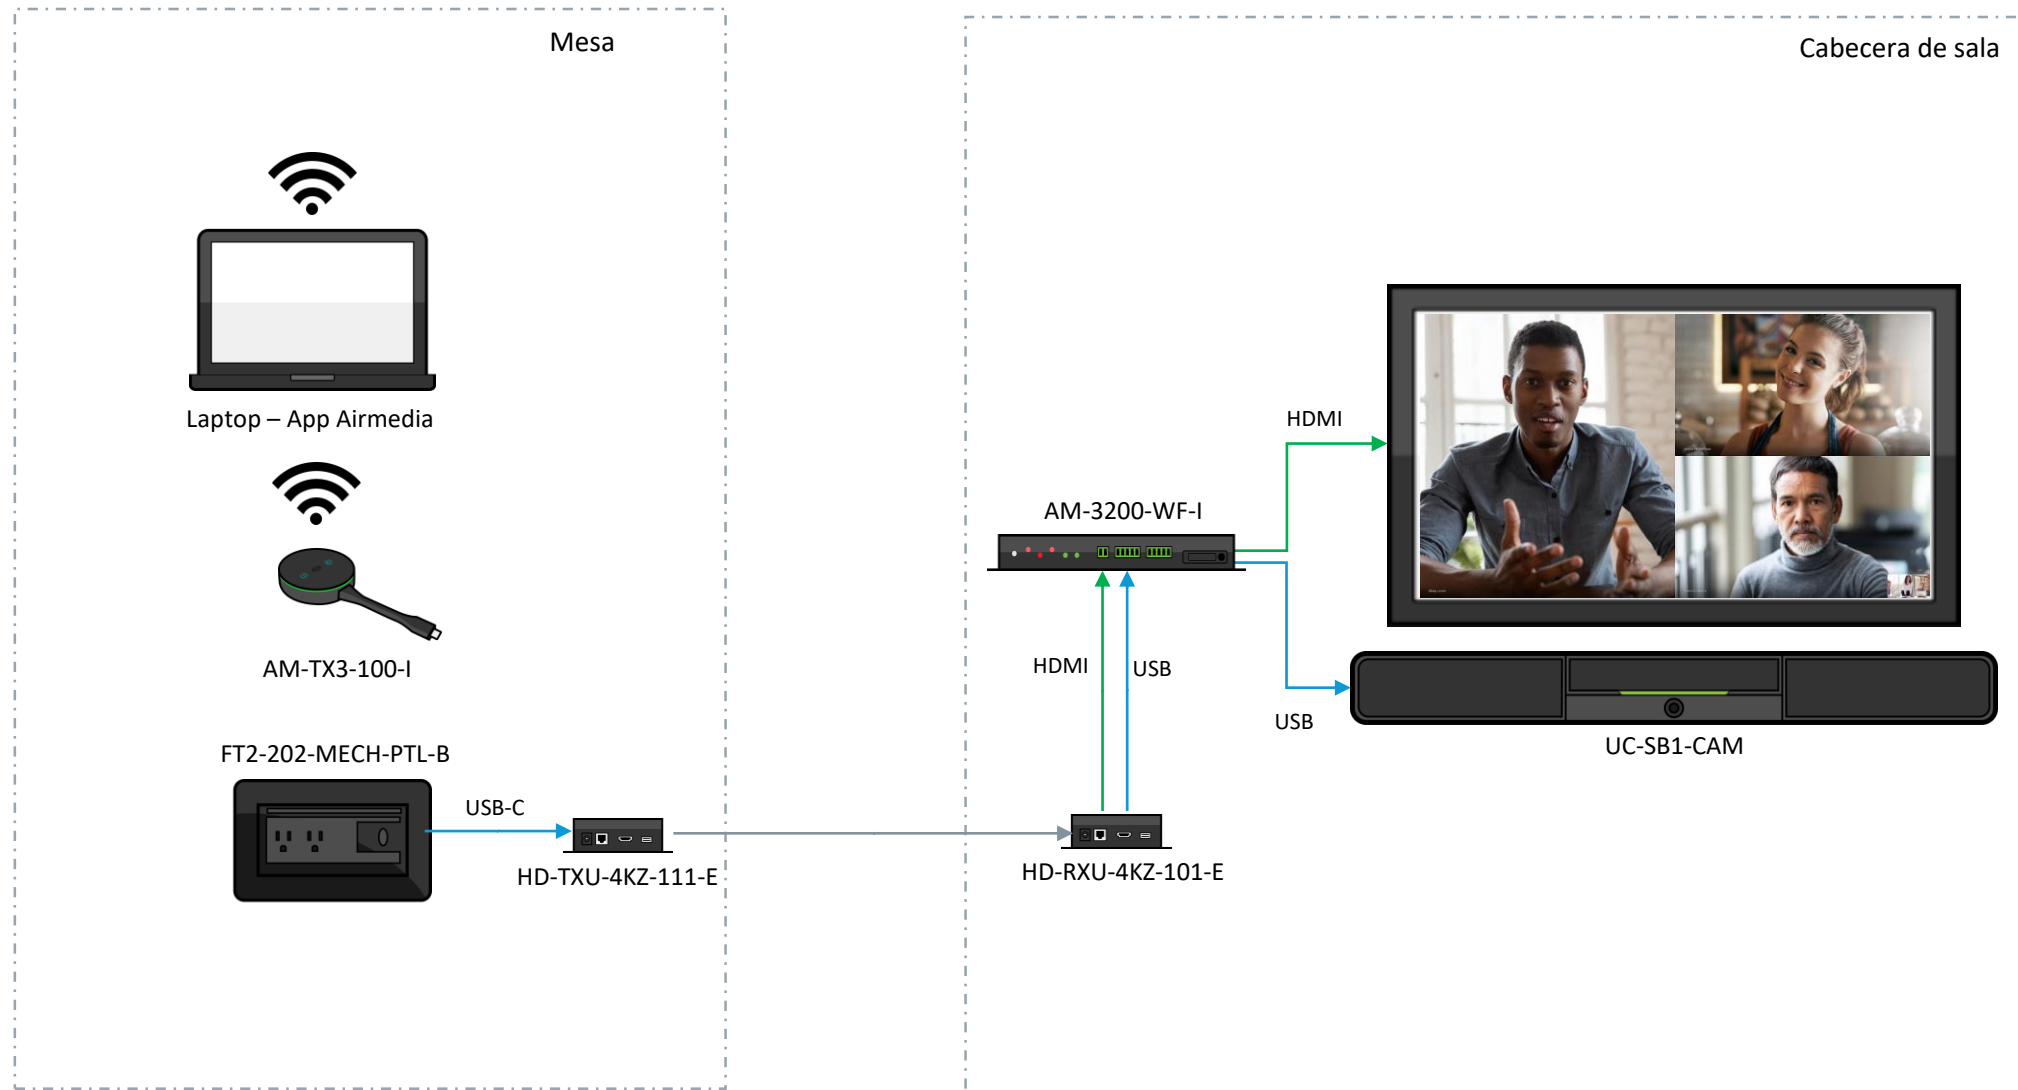 Mesa
Cabecera de sala
Laptop – App Airmedia
AM-TX3-100-I
FT2-202-MECH-PTL-B
USB-C
HD-TXU-4KZ-111-E
HDMI
AM-3200-WF-I
HDMI
USB
USB
UC-SB1-CAM
HD-RXU-4KZ-101-E